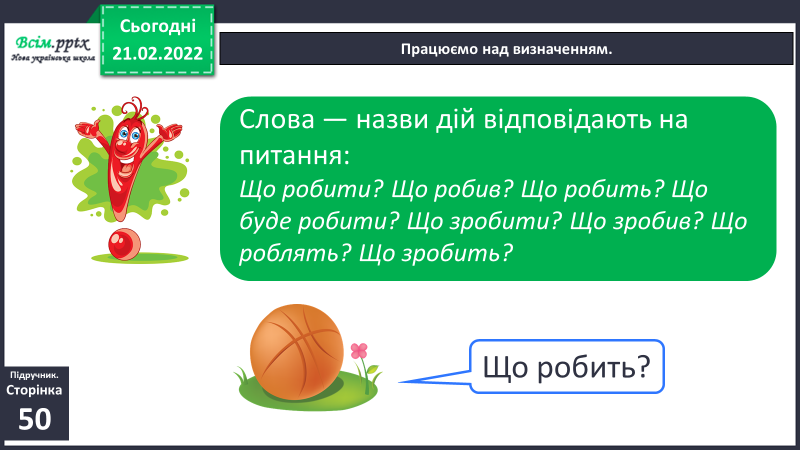 Сьогодні
21.02.2022
Всім.pptx
Нова українська школа
Працюємо над визначенням.
Слова — назви дій відповідають на
питання:
Що робити? Що робив? Що робить? Що
буде робити? Що зробити? Що зробив? Що
роблять? Що зробить?
Що робить?
Підручник.
Сторінка
50